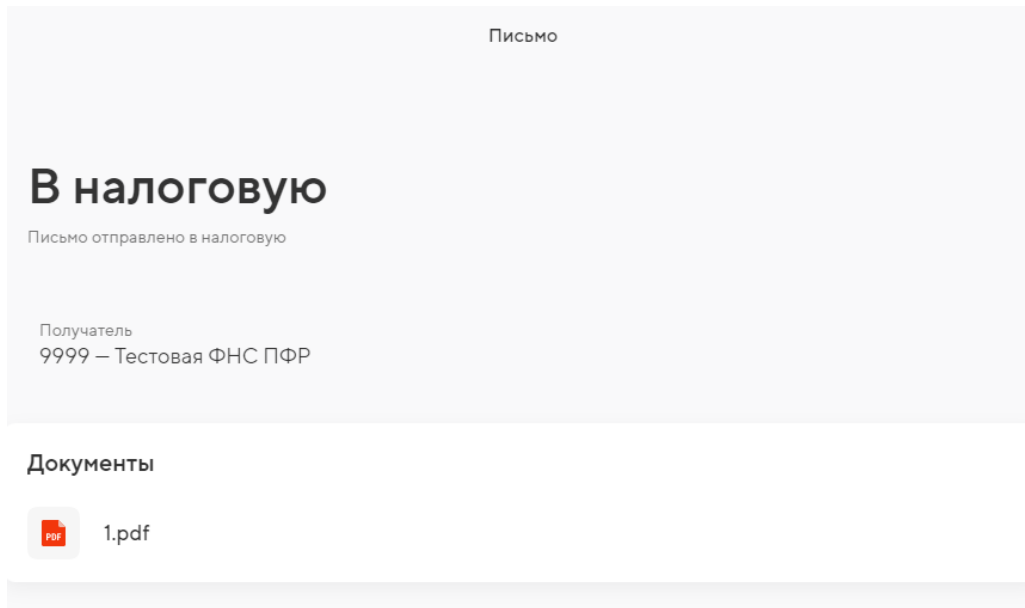 Письмо
В налоговую
Письмо отправлено в налоговую
Получатель
9999 — Тестовая ФНС ПФР
Документы
PDF
1.pdf